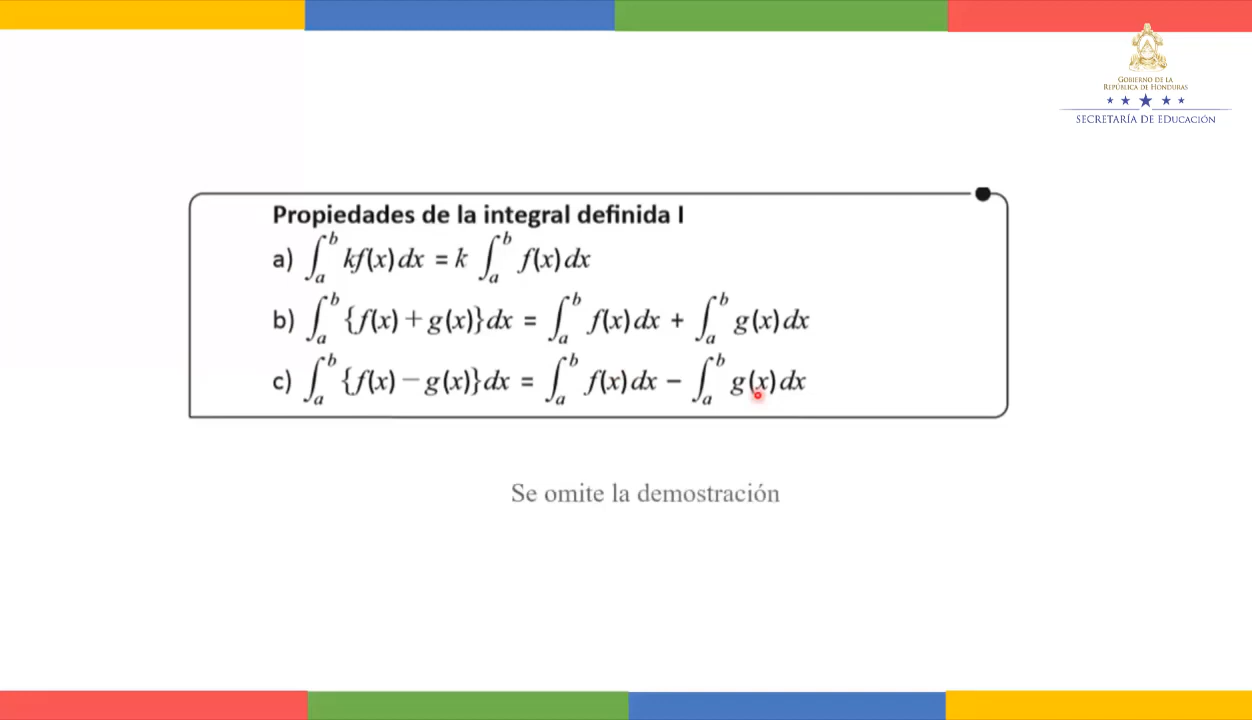 GOBIERNO DE LA
REPÚBLICA DE HONDURAS
SECRETARÍA DE EDUCACIÓN
Propiedades de la integral definida I
a) ∫_a^b kf(x) dx = k ∫_a^b f(x) dx
b) ∫_a^b {f(x) + g(x)} dx = ∫_a^b f(x) dx + ∫_a^b g(x) dx
c) ∫_a^b {f(x) − g(x)} dx = ∫_a^b f(x) dx − ∫_a^b g(x) dx
Se omite la demostración